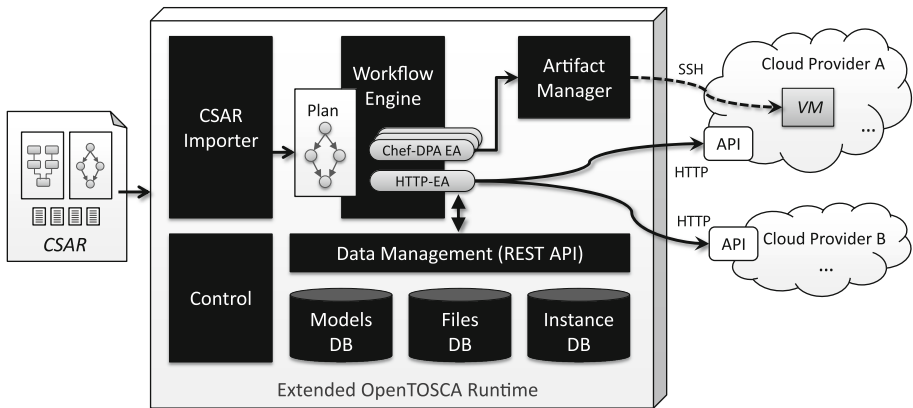 CSAR
CSAR
Importer
Control
Plan
Workflow
Engine
Chef-DPA EA
HTTP-EA
Artifact
Manager
Data Management (REST API)
Models
DB
Files
DB
Instance
DB
Extended OpenTOSCA Runtime
SSH
Cloud Provider A
VM
...
API
HTTP
HTTP
API
Cloud Provider B
...